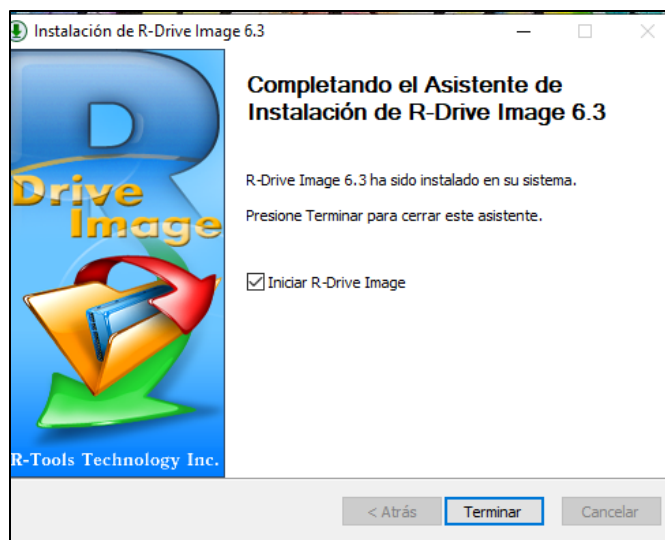 Instalación de R-Drive Image 6.3
Completando el Asistente de
Instalación de R-Drive Image 6.3
R-Drive Image 6.3 ha sido instalado en su sistema.
Presione Terminar para cerrar este asistente.
Iniciar R-Drive Image
R
Drive
Image
R-Tools Technology Inc.
< Atrás
Terminar
Cancelar